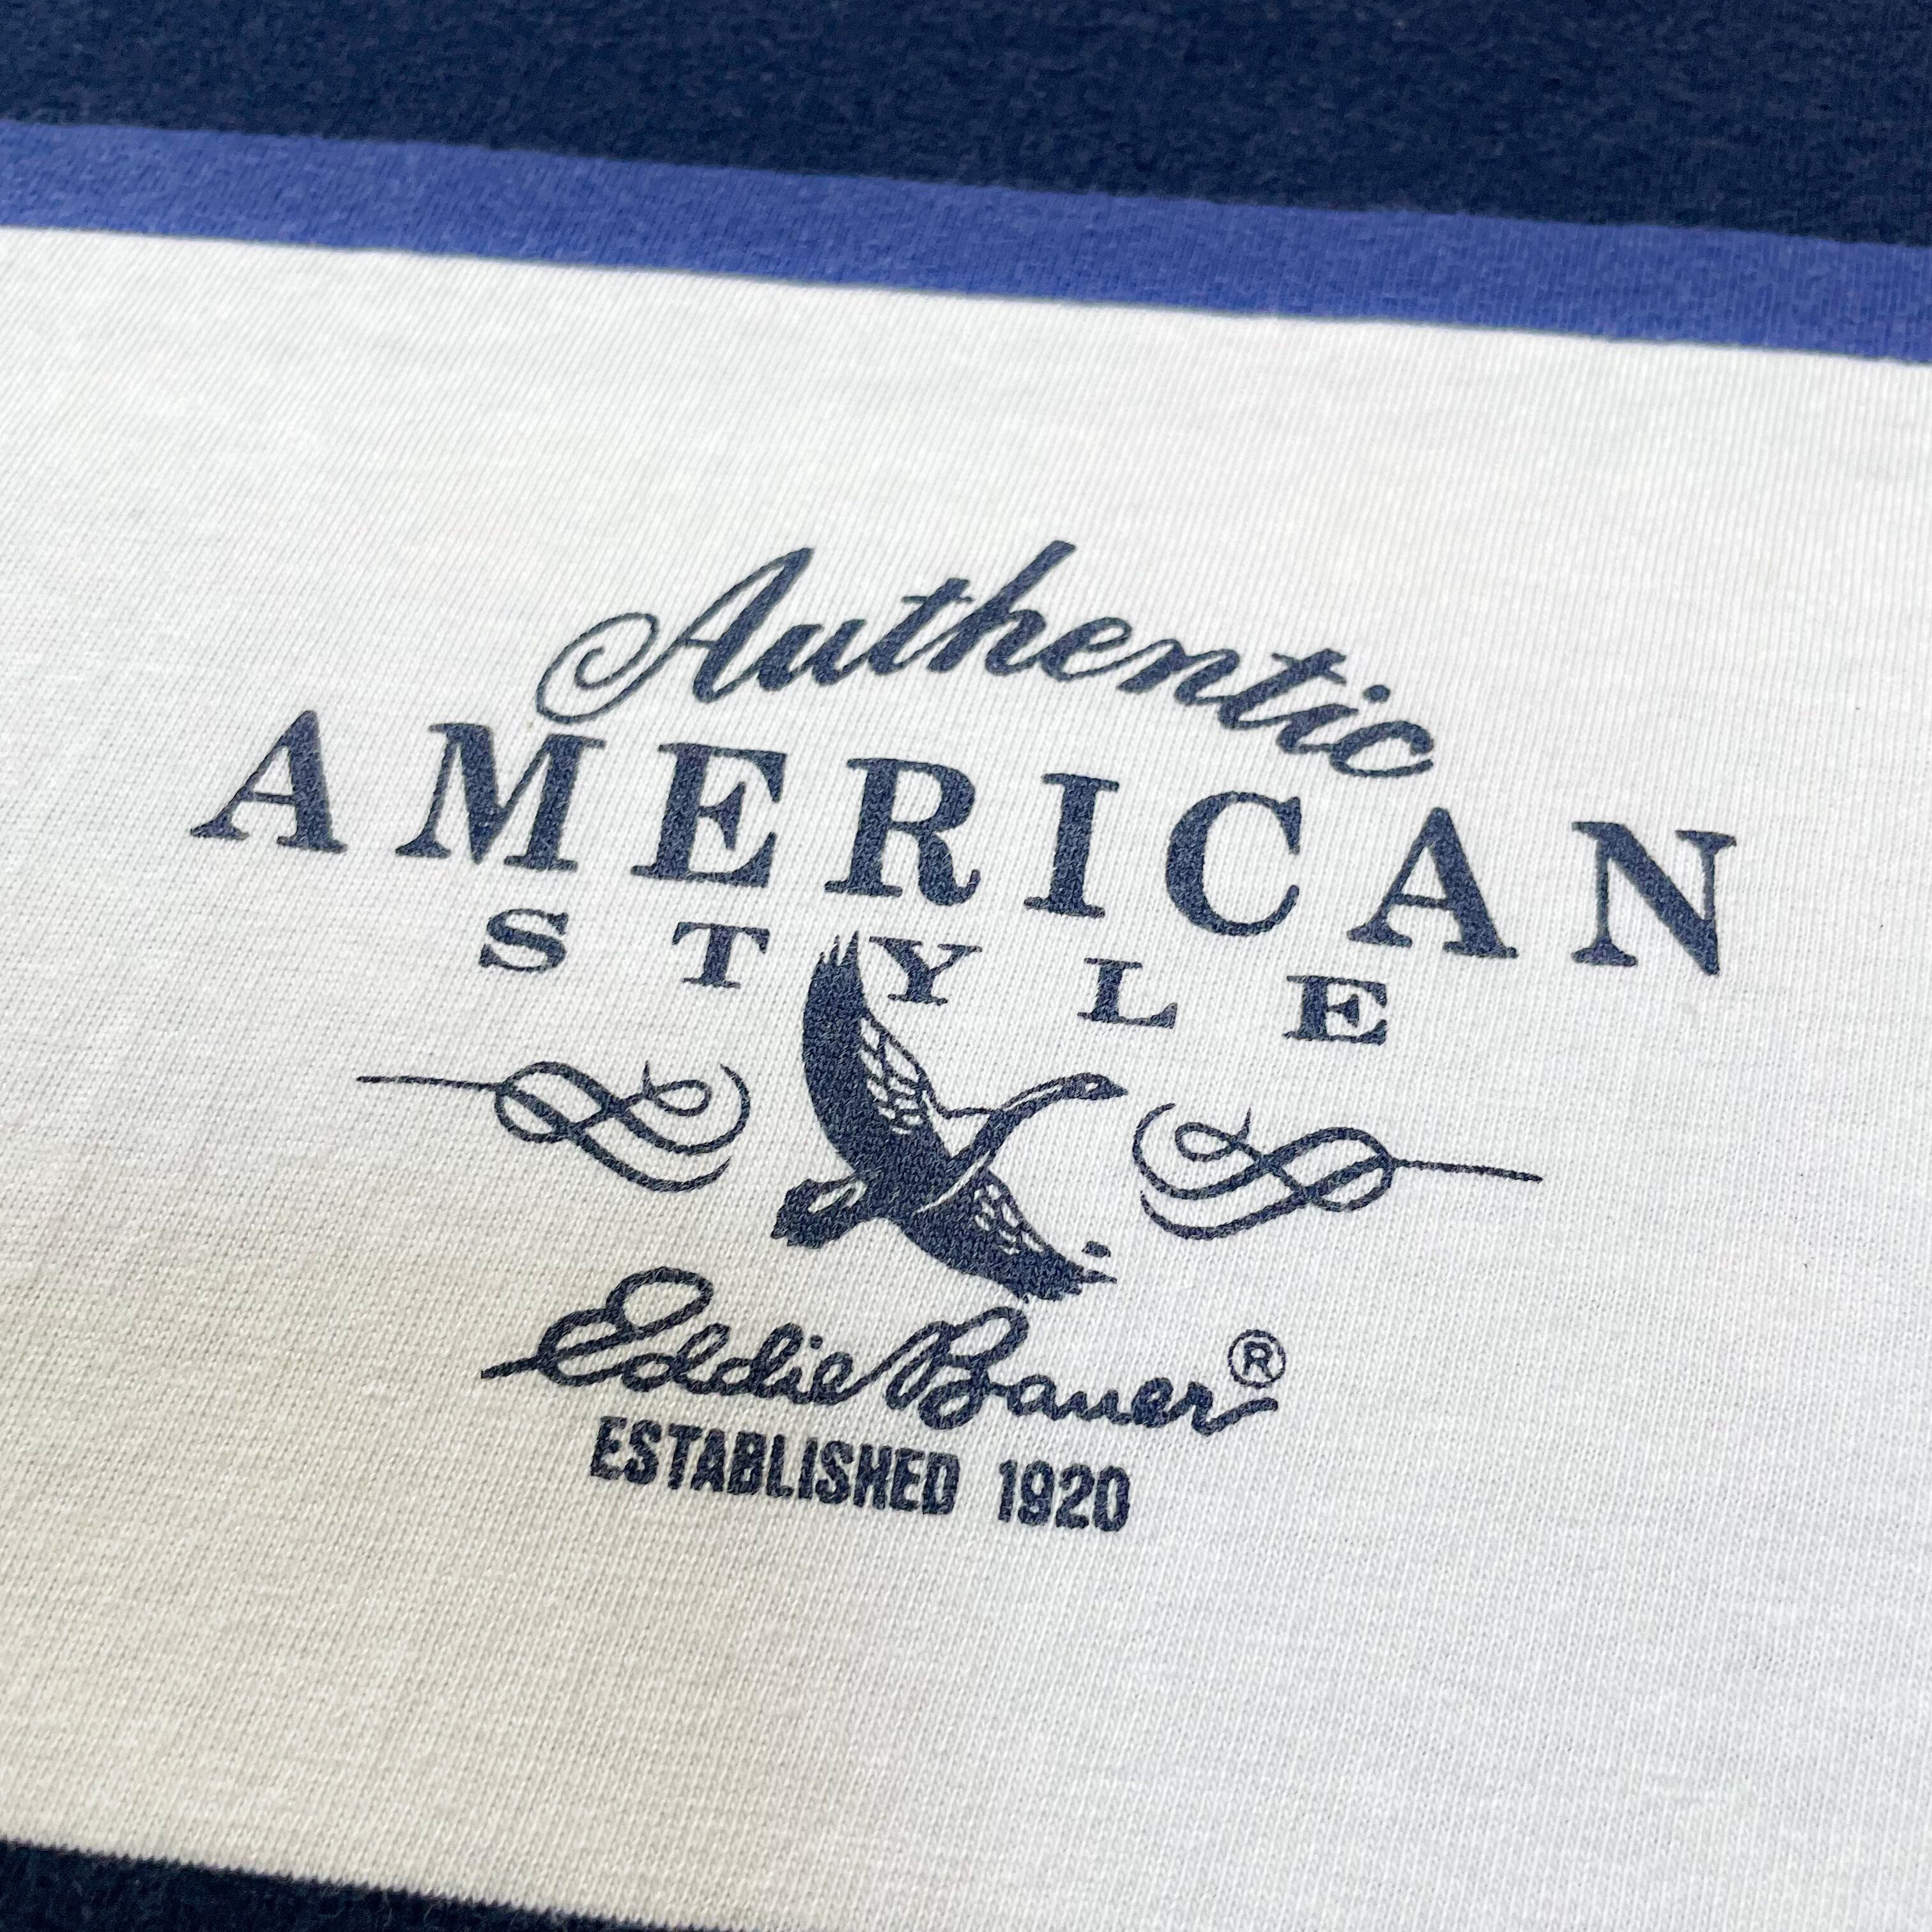 Authentic
AMERICAN
STYLE
Eddie Bauer®
ESTABLISHED 1920